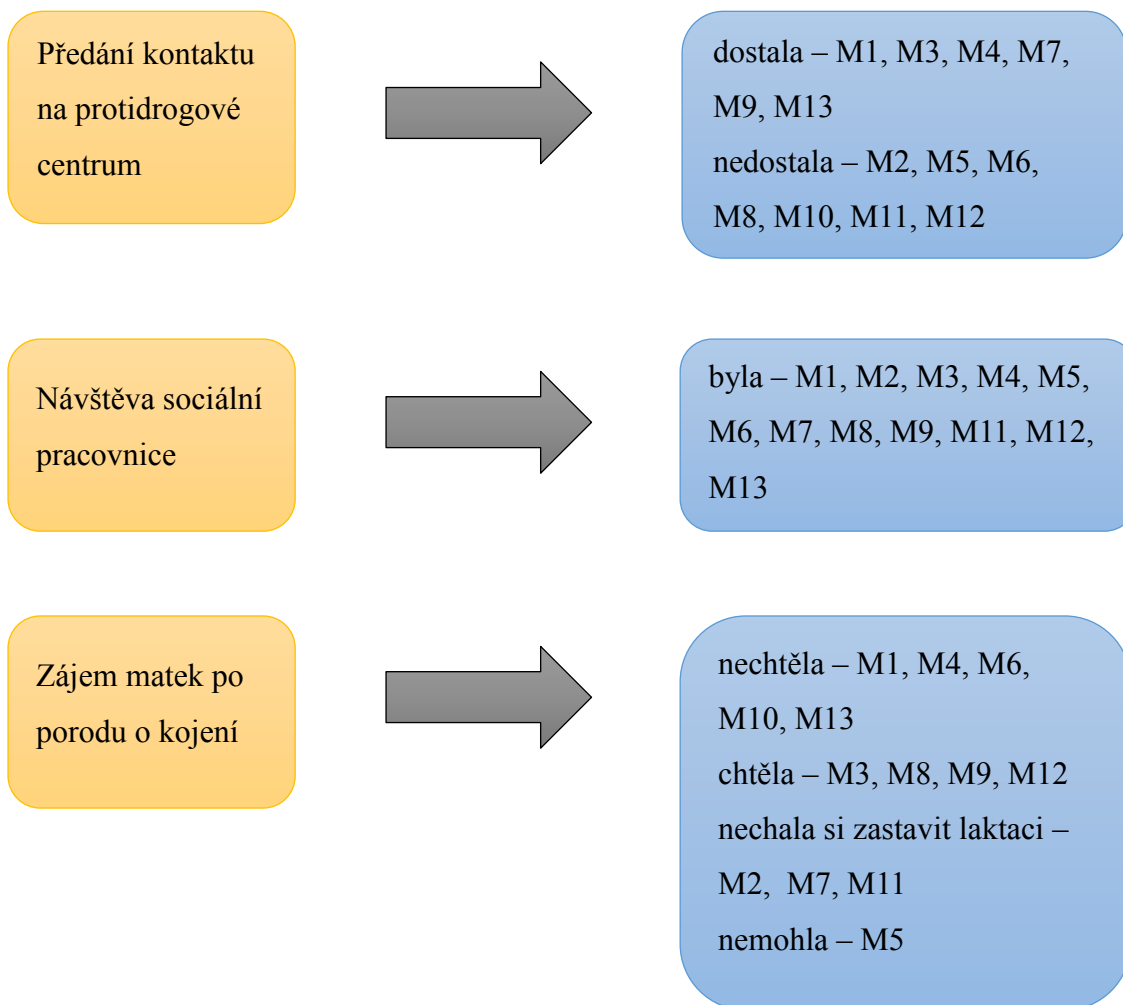 Předání kontaktu
na protidrogové
centrum
dostala – M1, M3, M4, M7,
M9, M13
nedostala – M2, M5, M6,
M8, M10, M11, M12
Návštěva sociální
pracovnice
byla – M1, M2, M3, M4, M5,
M6, M7, M8, M9, M11, M12,
M13
Zájem matek po
porodu o kojení
nechtěla – M1, M4, M6,
M10, M13
chtěla – M3, M8, M9, M12
nechala si zastavit laktaci –
M2, M7, M11
nemohla – M5